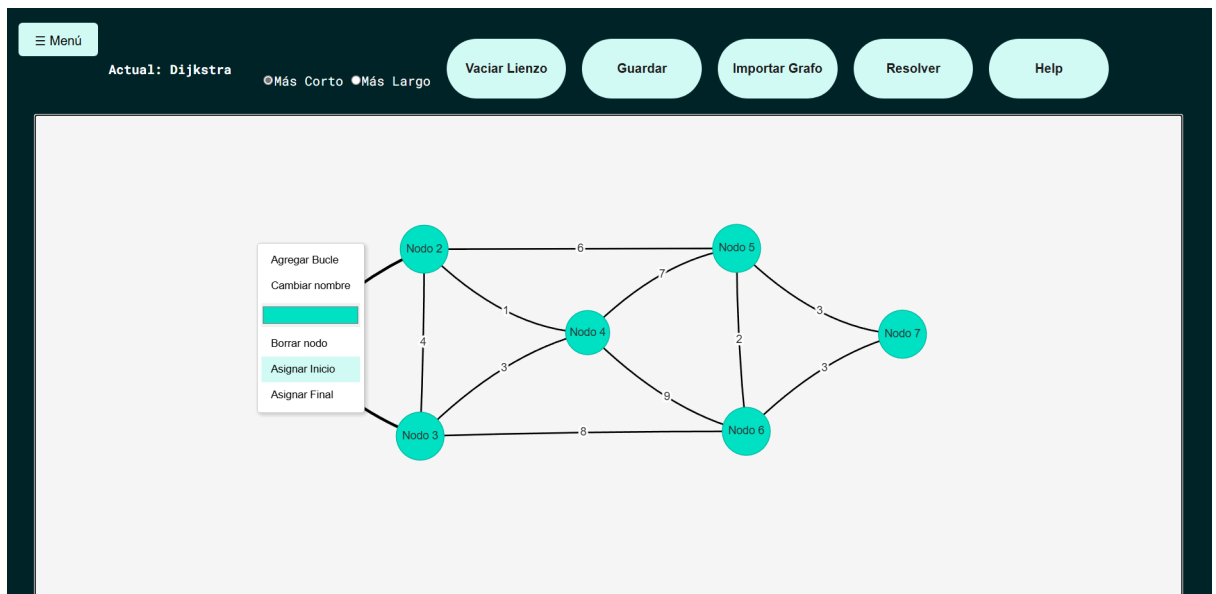 ☰ Menú
Actual: Dijkstra
Más Corto Más Largo
Vaciar Lienzo
Guardar
Importar Grafo
Resolver
Help
Agregar Bucle
Cambiar nombre
Borrar nodo
Asignar Inicio
Asignar Final
Nodo 2
6
Nodo 5
7
1
3
Nodo 4
Nodo 7
4
2
3
3
9
Nodo 3
8
Nodo 6